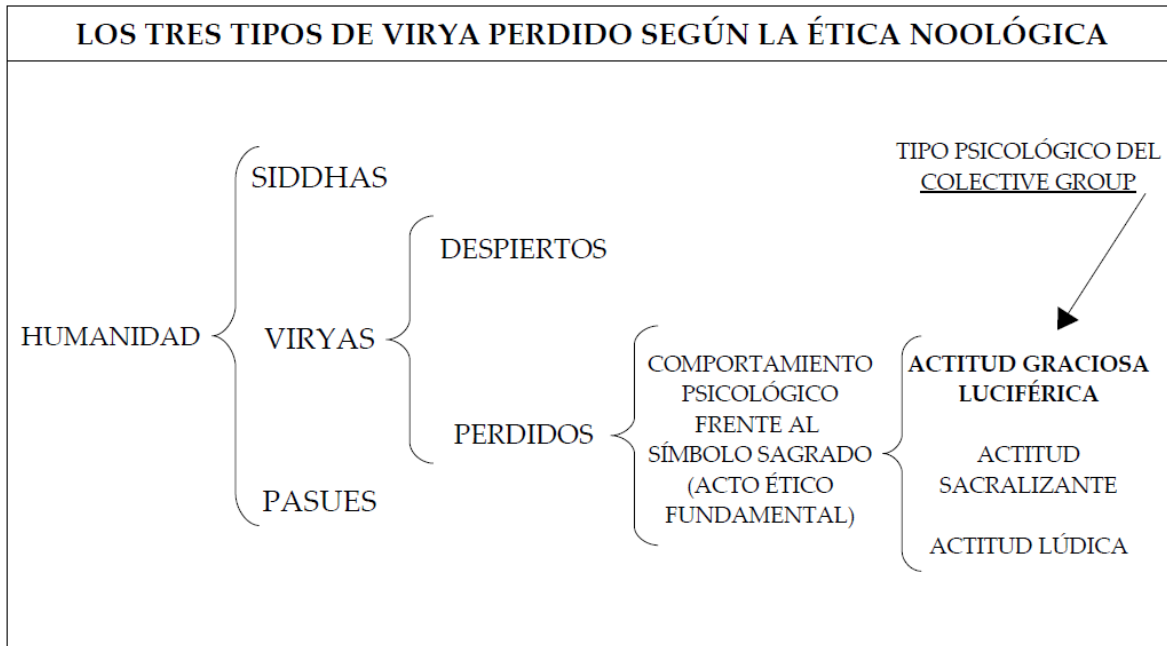 LOS TRES TIPOS DE VIRYA PERDIDO SEGÚN LA ÉTICA NOOLÓGICA
HUMANIDAD
SIDDHAS
VIRYAS
PASUES
DESPIERTOS
PERDIDOS
COMPORTAMIENTO
PSICOLÓGICO
FRENTE AL
SÍMBOLO SAGRADO
(ACTO ÉTICO
FUNDAMENTAL)
TIPO PSICOLÓGICO DEL
COLECTIVE GROUP
ACTITUD GRACIOSA
LUCIFÉRICA
ACTITUD
SACRALIZANTE
ACTITUD LÚDICA